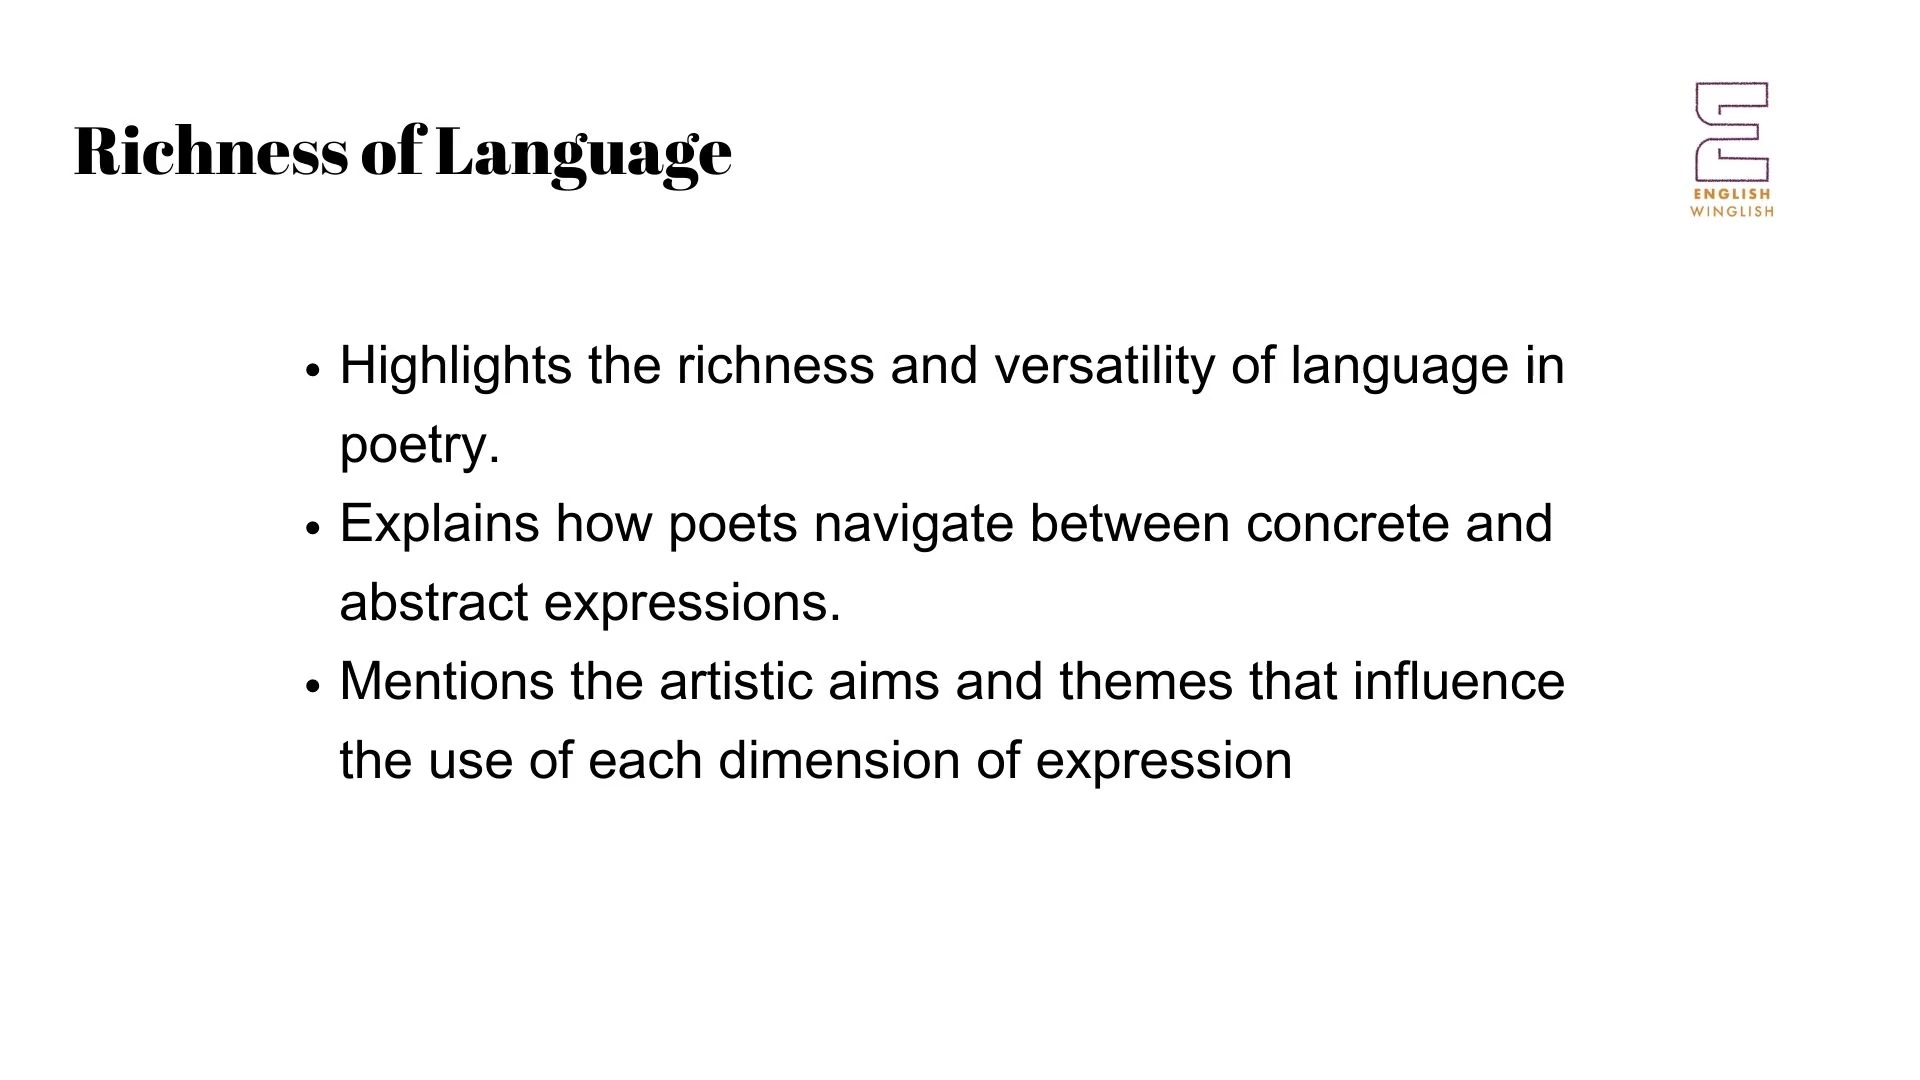 Richness of Language
ENGLISH
WINGLISH
• Highlights the richness and versatility of language in
poetry.
• Explains how poets navigate between concrete and
abstract expressions.
• Mentions the artistic aims and themes that influence
the use of each dimension of expression